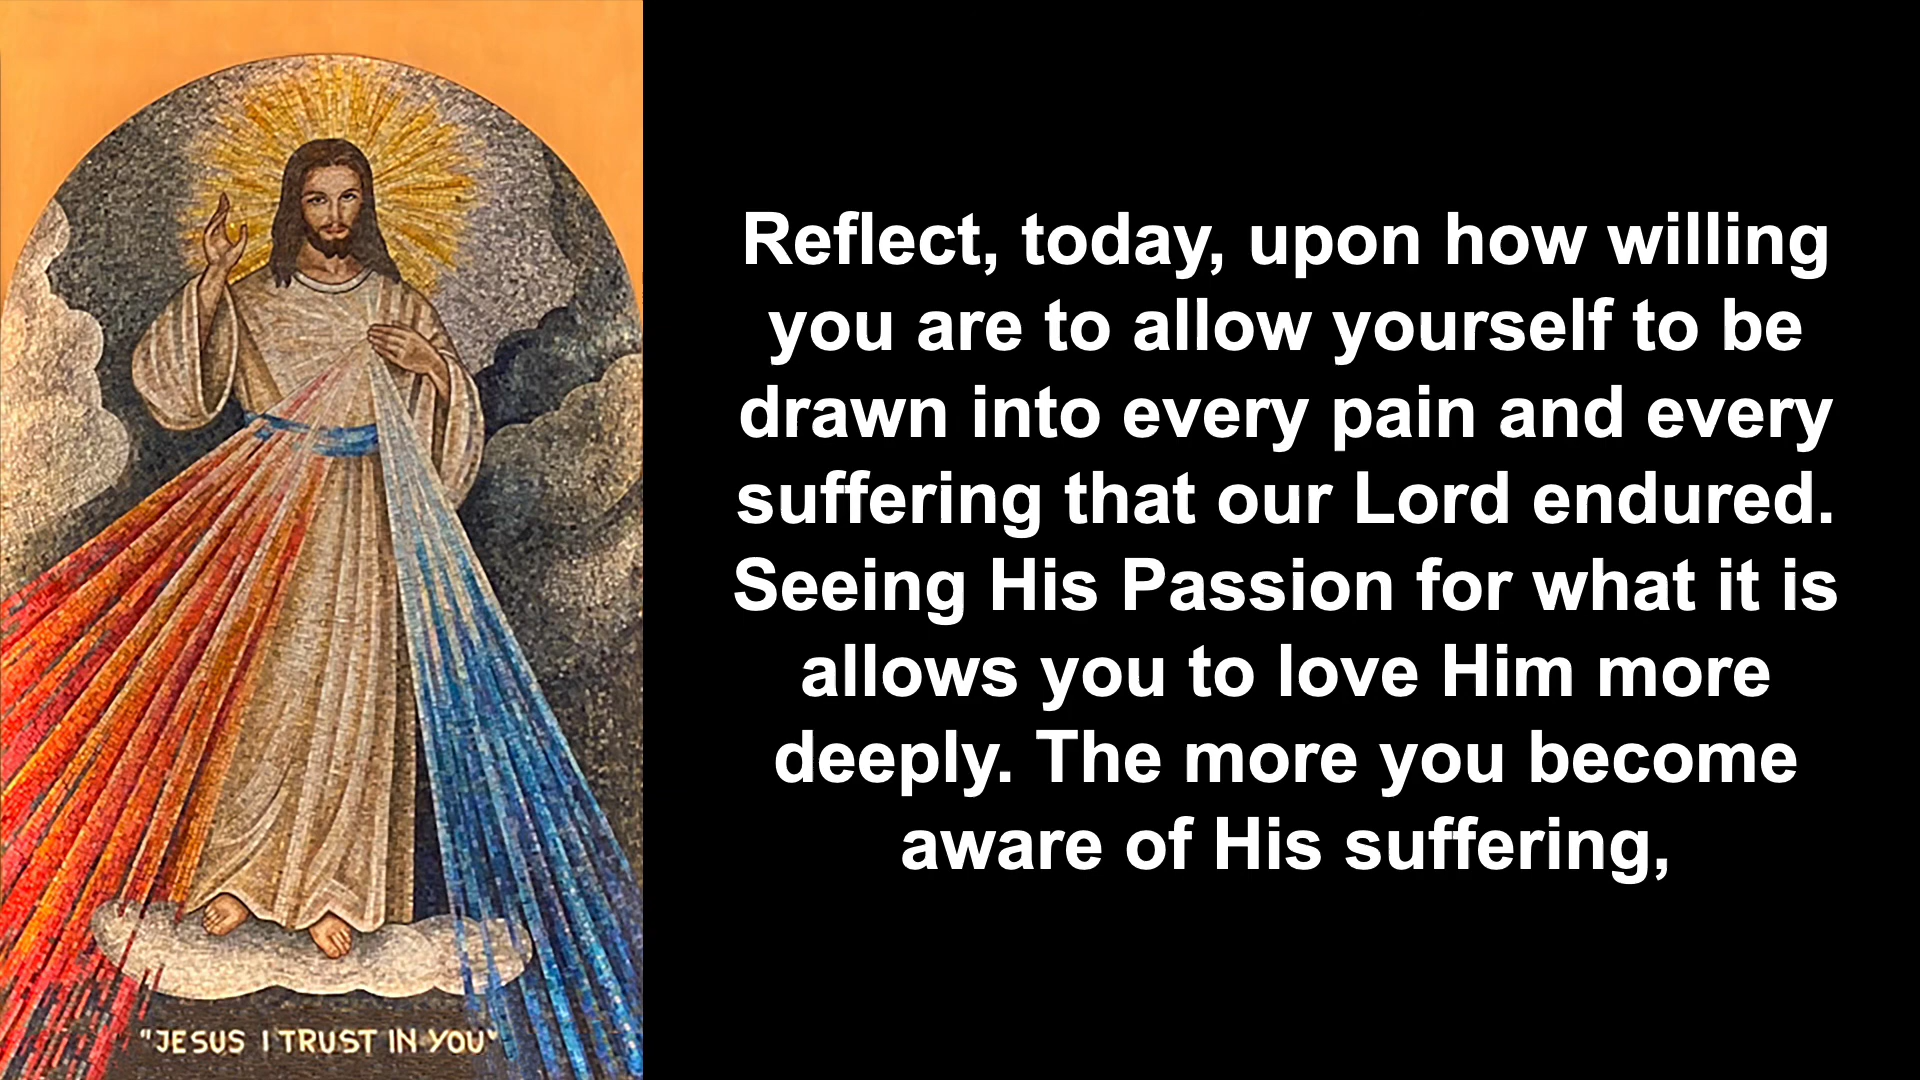 Reflect, today, upon how willing
you are to allow yourself to be
drawn into every pain and every
suffering that our Lord endured.
Seeing His Passion for what it is
allows you to love Him more
deeply. The more you become
aware of His suffering,
"JESUS I TRUST IN YOU"